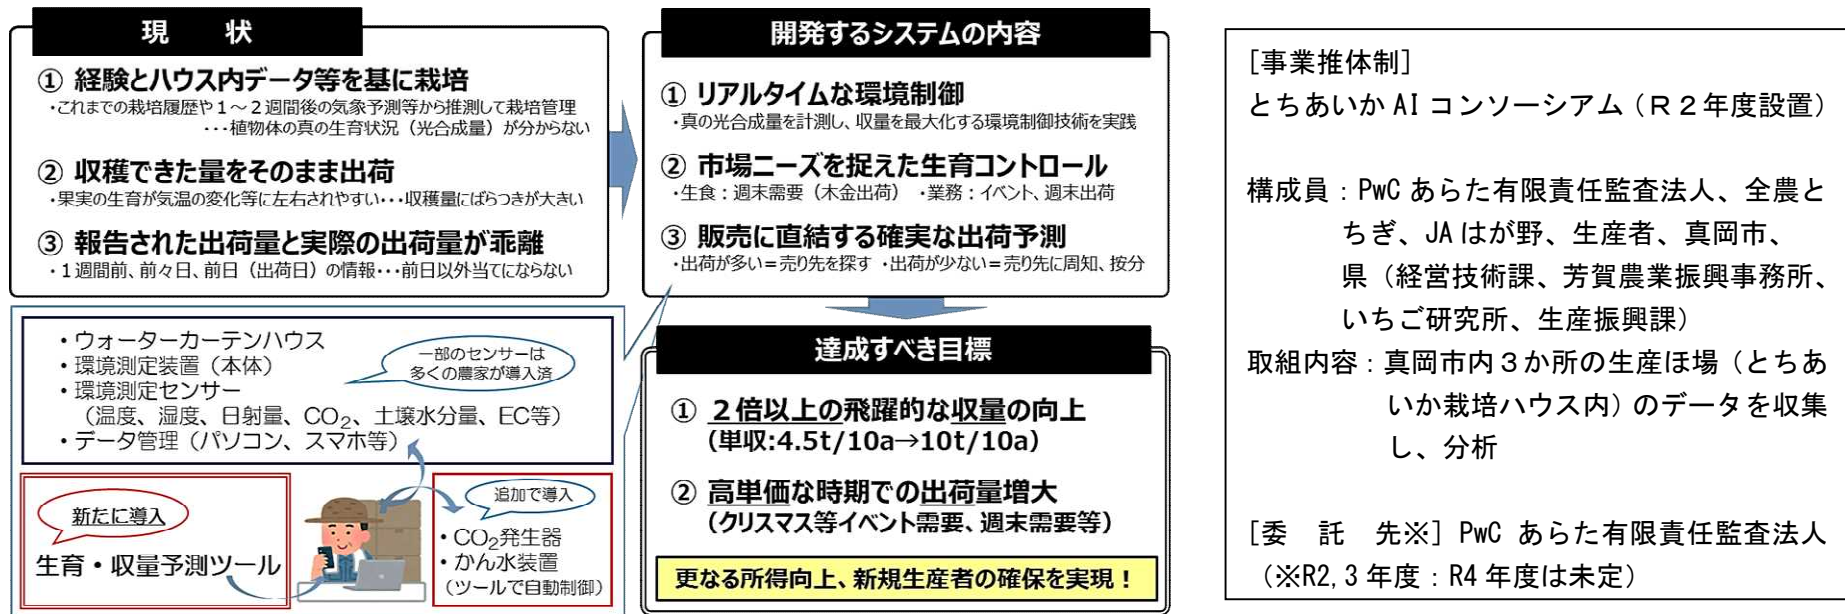 現　状
① 経験とハウス内データ等を基に栽培
・これまでの栽培履歴や１～２週間後の気象予測等から推測して栽培管理
・・・植物体の真の生育状況（光合成量）が分からない
② 収穫できた量をそのまま出荷
・果実の生育が気温の変化等に左右されやすい・・・収穫量にばらつきが大きい
③ 報告された出荷量と実際の出荷量が乖離
・１週間前、前々日、前日（出荷日）の情報・・・前日以外当てにならない
開発するシステムの内容
① リアルタイムな環境制御
・真の光合成量を計測し、収量を最大化する環境制御技術を実践
② 市場ニーズを捉えた生育コントロール
・生食：週末需要（木金出荷）　・業務：イベント、週末出荷
③ 販売に直結する確実な出荷予測
・出荷が多い＝売り先を探す ・出荷が少ない＝売り先に周知、按分
・ウォーターカーテンハウス
・環境測定装置（本体）
・環境測定センサー
（温度、湿度、日射量、CO₂、土壌水分量、EC等）
・データ管理（パソコン、スマホ等）
一部のセンサーは
多くの農家が導入済
新たに導入
生育・収量予測ツール
追加で導入
・CO₂発生器
・かん水装置
（ツールで自動制御）
達成すべき目標
① ２倍以上の飛躍的な収量の向上
（単収:4.5t/10a→10t/10a）
② 高単価な時期での出荷量増大
（クリスマス等イベント需要、週末需要等）
更なる所得向上、新規生産者の確保を実現！
[事業推体制]
とちあいか AI コンソーシアム（Ｒ２年度設置）
構成員：PwC あらた有限責任監査法人、全農と
ちぎ、JA はが野、生産者、真岡市、
県（経営技術課、芳賀農業振興事務所、
いちご研究所、生産振興課）
取組内容：真岡市内３か所の生産ほ場（とちあ
いか栽培ハウス内）のデータを収集
し、分析
[委　託　先※] PwC あらた有限責任監査法人
（※R2,3 年度：R4 年度は未定）